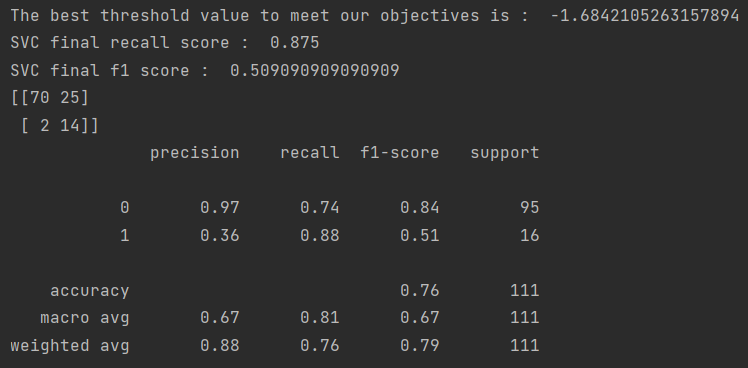 The best threshold value to meet our objectives is :  -1.6842105263157894
SVC final recall score :  0.875
SVC final f1 score :  0.509090909090909
[[70 25]
 [ 2 14]]
              precision    recall  f1-score   support

           0       0.97      0.74      0.84        95
           1       0.36      0.88      0.51        16

    accuracy                           0.76       111
   macro avg       0.67      0.81      0.67       111
weighted avg       0.88      0.76      0.79       111